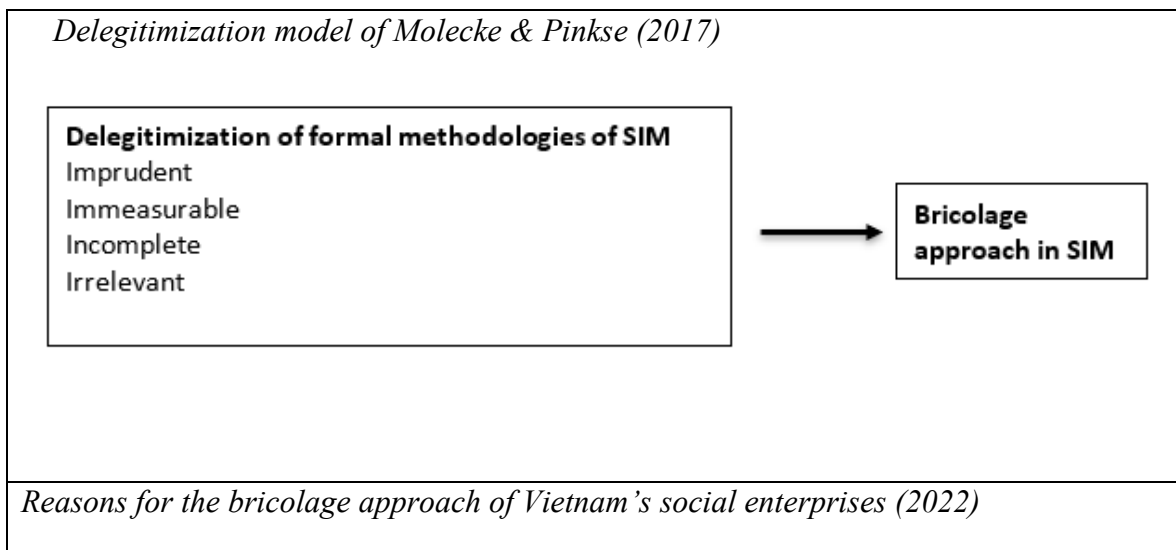 Delegitimization model of Molecke & Pinkse (2017)
Delegitimization of formal methodologies of SIM
Imprudent
Immeasurable
Incomplete
Irrelevant
Bricolage
approach in SIM
Reasons for the bricolage approach of Vietnam’s social enterprises (2022)